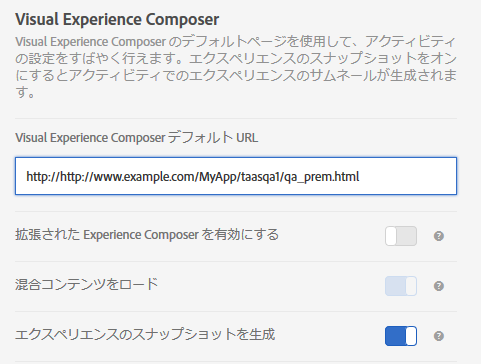 Visual Experience Composer
Visual Experience Composer のデフォルトページを使用して、アクティビティ
の設定をすばやく行えます。エクスペリエンスのスナップショットをオン
にするとアクティビティでのエクスペリエンスのサムネールが生成されま
す。
Visual Experience Composer デフォルト URL
http://http://www.example.com/MyApp/taasqa1/qa_prem.html
拡張された Experience Composer を有効にする
?
混合コンテンツをロード
?
エクスペリエンスのスナップショットを生成
?